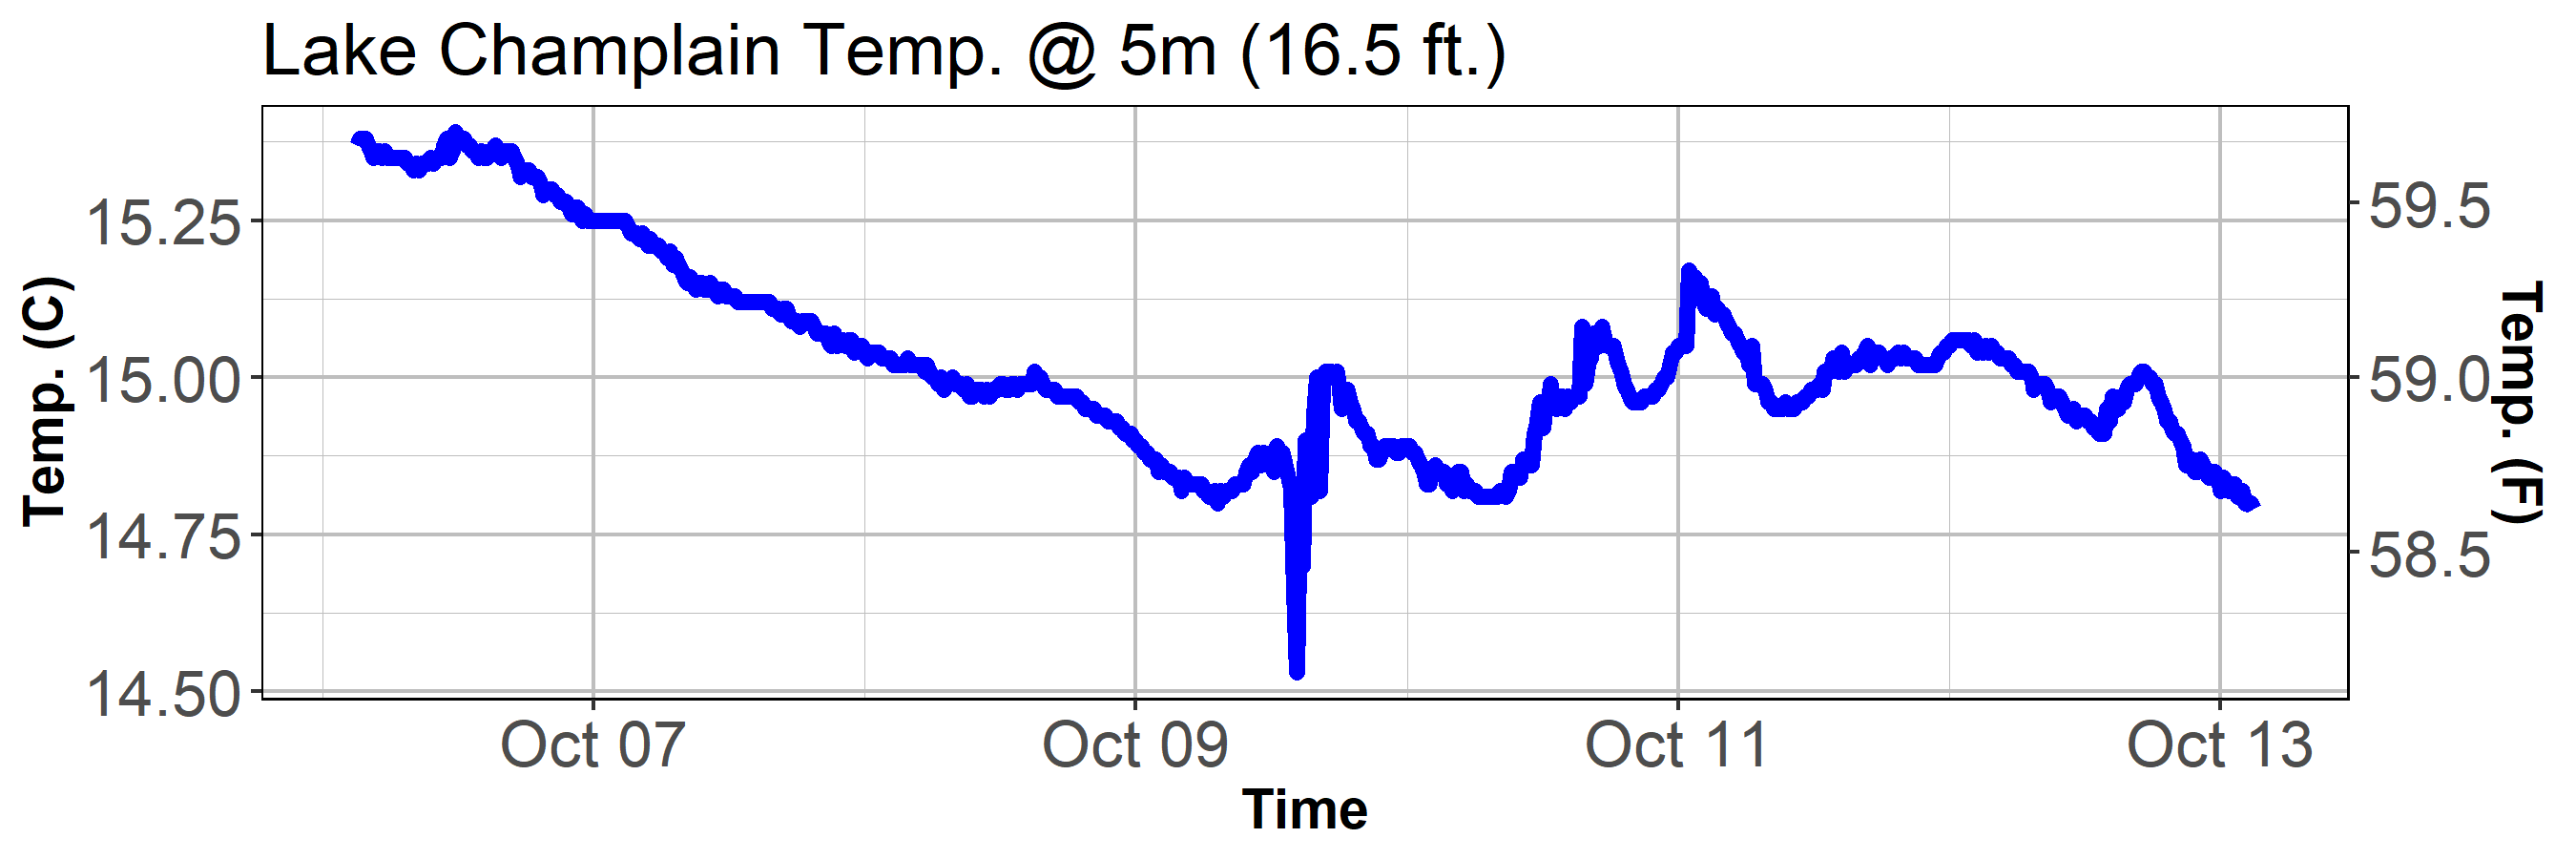 Lake Champlain Temp. @ 5m (16.5 ft.)
Temp. (C)
15.25
15.00
14.75
14.50
59.5
59.0
58.5
Temp. (F)
Oct 07
Oct 09
Oct 11
Oct 13
Time